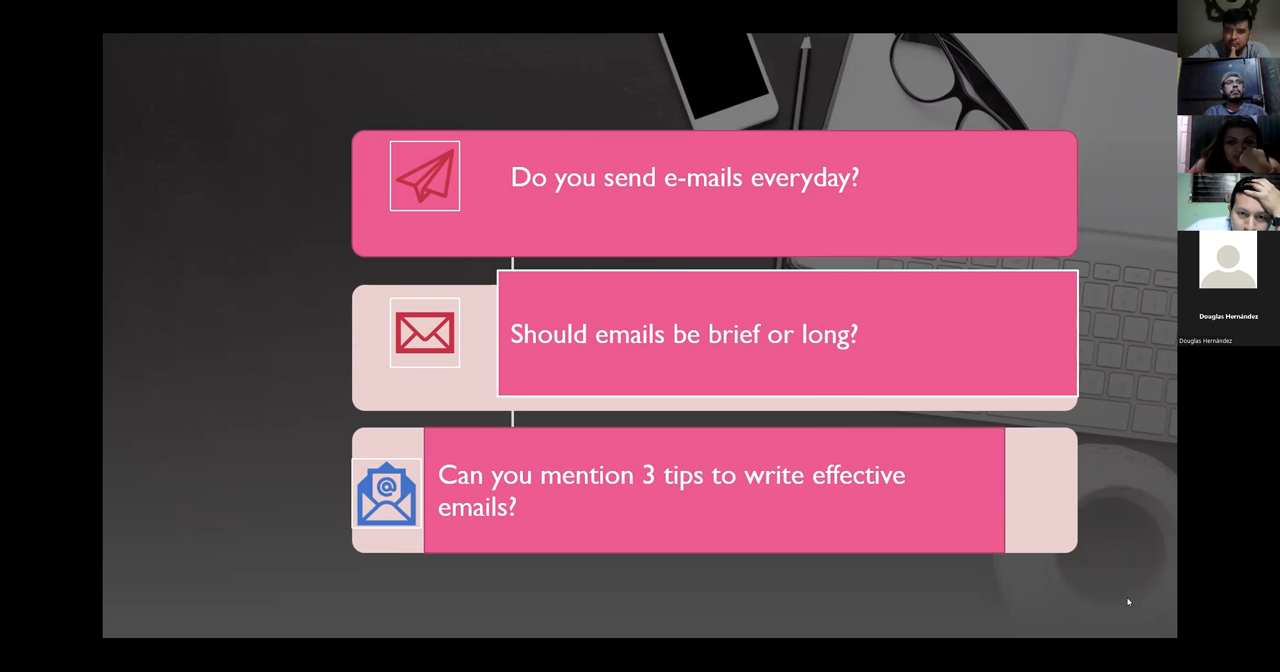 Do you send e-mails everyday?
Should emails be brief or long?
Can you mention 3 tips to write effective
emails?
@
Douglas Hernández
Douglas Hernández